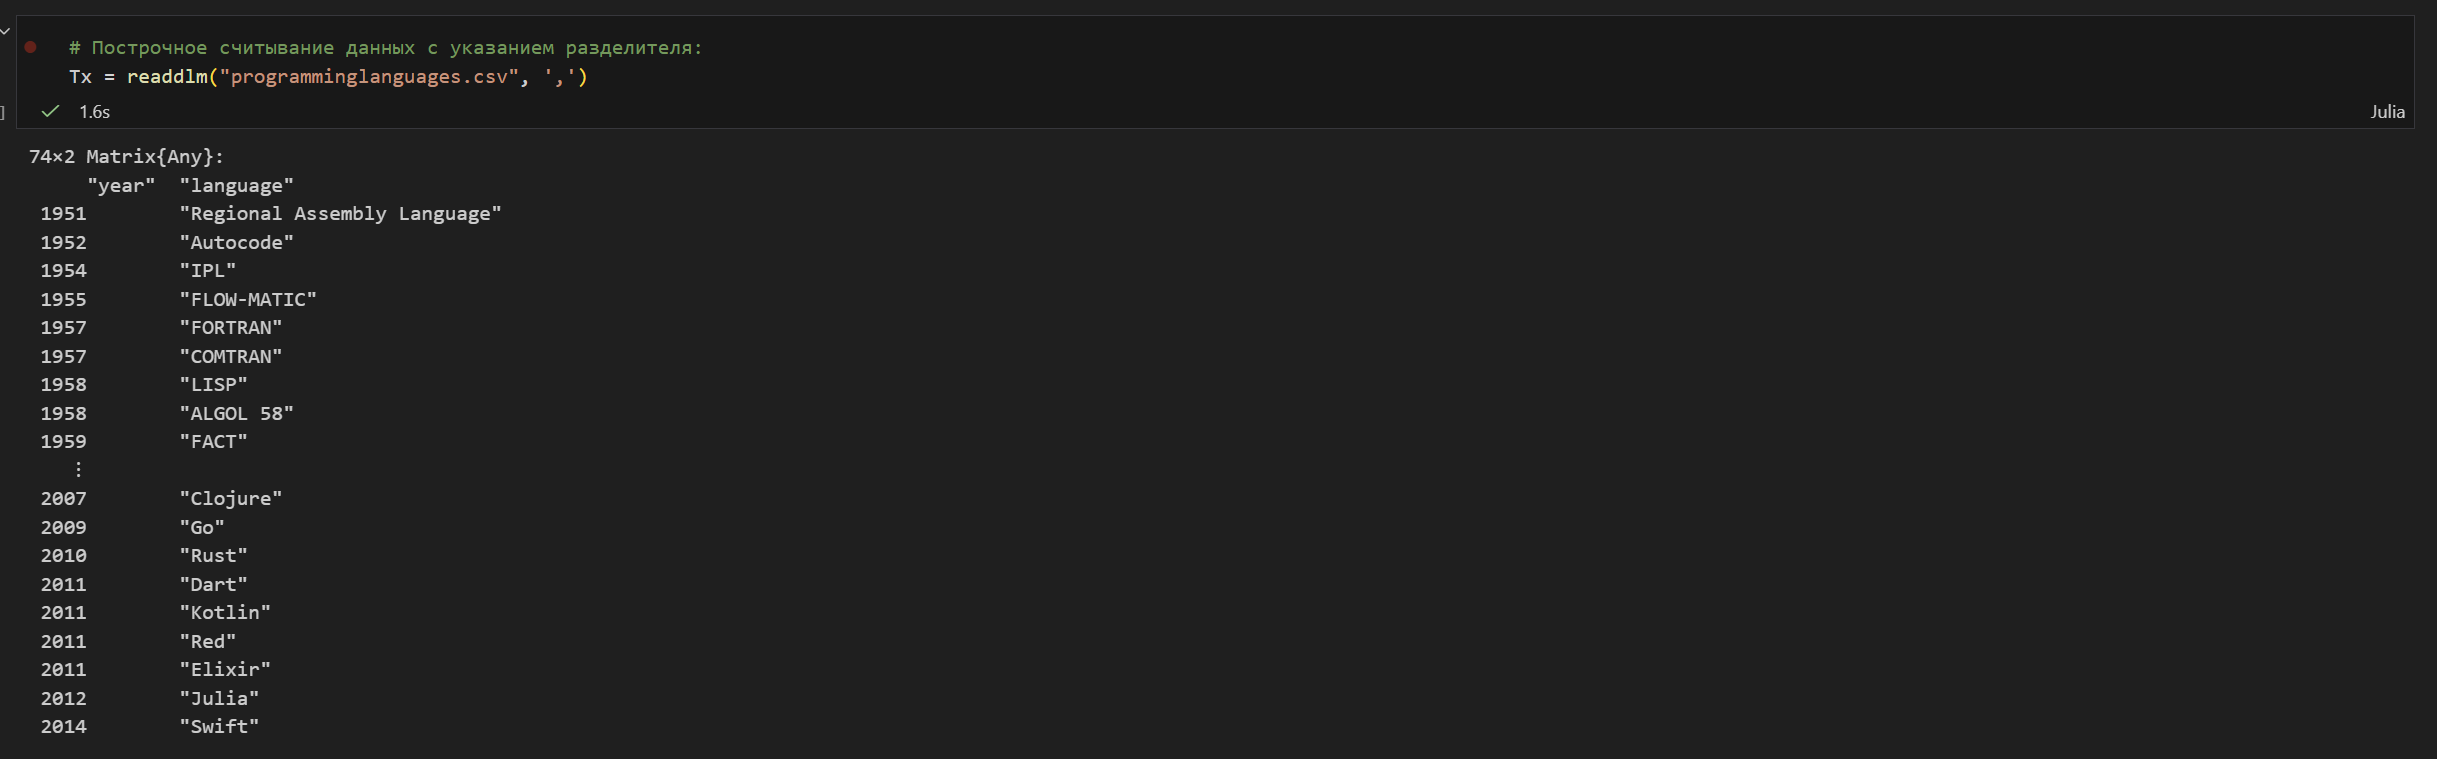 # Построчное считывание данных с указанием разделителя:
Tx = readdlm("programminglanguages.csv", ',')
]
1.6s
Julia
74×2 Matrix{Any}:
"year" "language"
1951 "Regional Assembly Language"
1952 "Autocode"
1954 "IPL"
1955 "FLOW-MATIC"
1957 "FORTRAN"
1957 "COMTRAN"
1958 "LISP"
1958 "ALGOL 58"
1959 "FACT"
⋮
2007 "Clojure"
2009 "Go"
2010 "Rust"
2011 "Dart"
2011 "Kotlin"
2011 "Red"
2011 "Elixir"
2012 "Julia"
2014 "Swift"